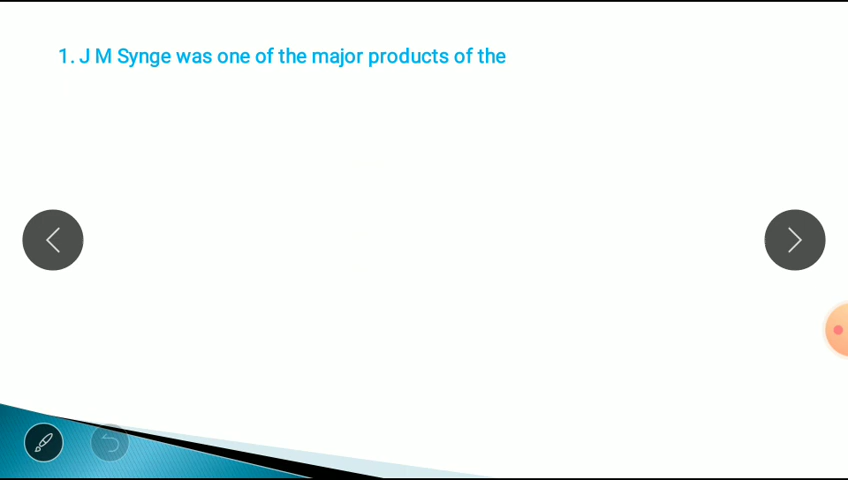 1. J M Synge was one of the major products of the